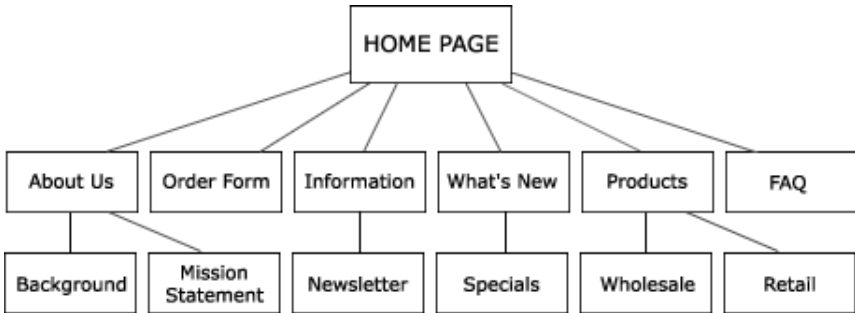 HOME PAGE
About Us
Order Form
Information
What's New
Products
FAQ
Background
Mission
Statement
Newsletter
Specials
Wholesale
Retail